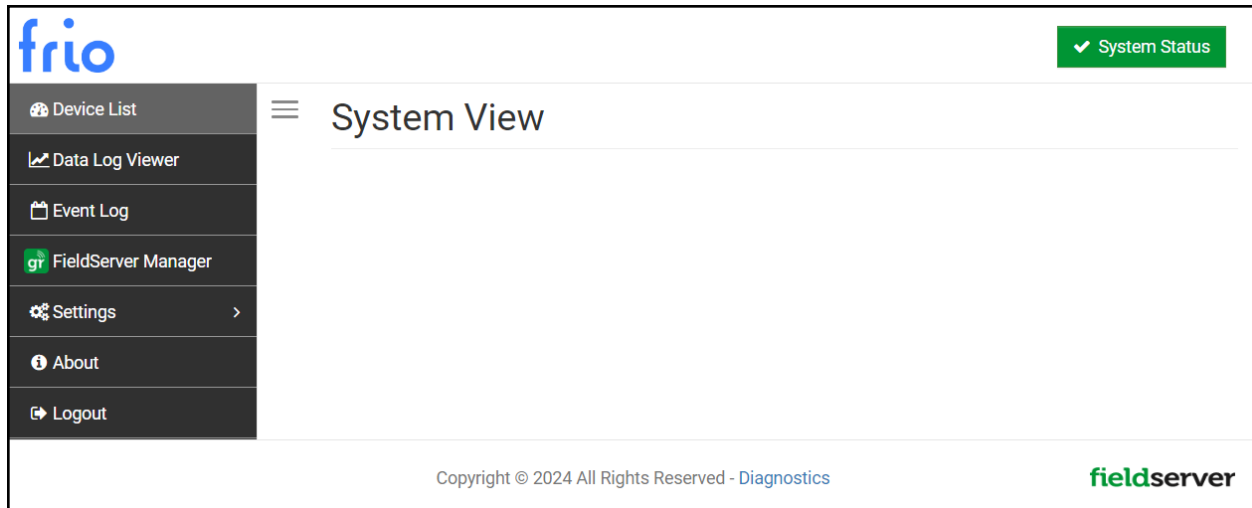 frio
System Status
Device List
System View
Data Log Viewer
Event Log
gr FieldServer Manager
Settings
About
Logout
Copyright © 2024 All Rights Reserved - Diagnostics
fieldserver